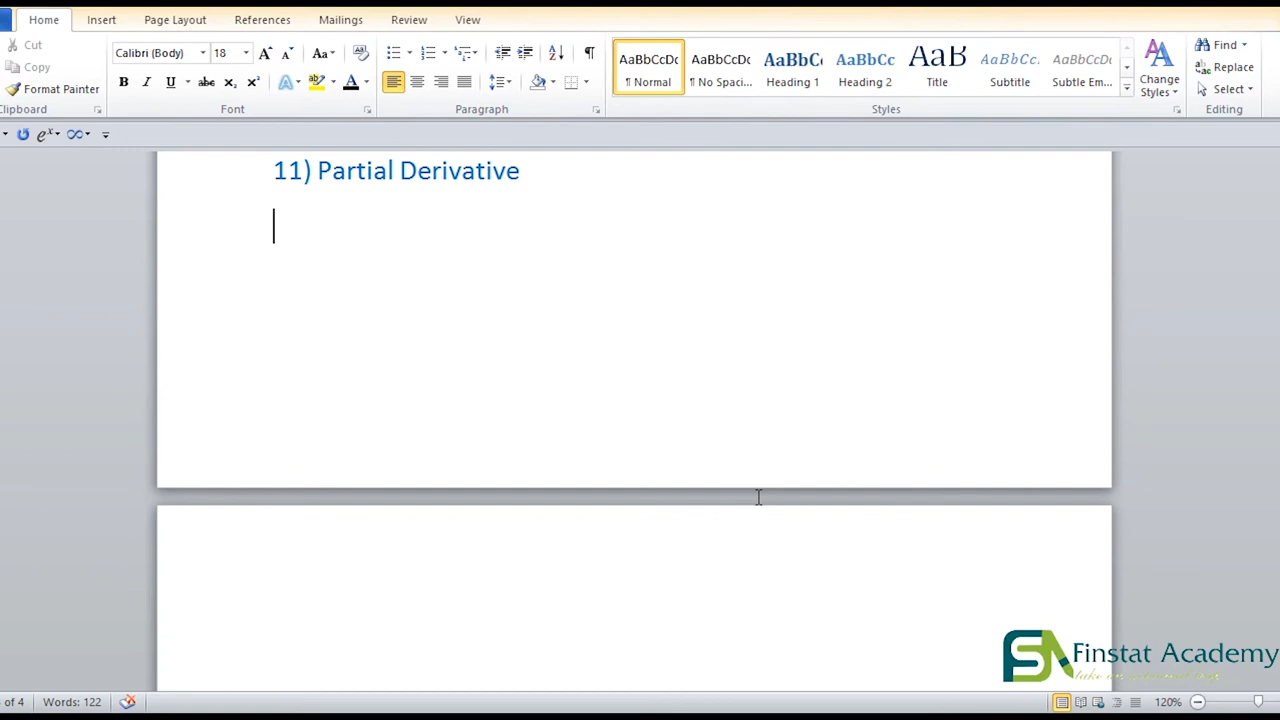 Home Insert Page Layout References Mailings Review View
Cut
Copy
Format Painter
Clipboard
Calibri (Body) 18
Font
Paragraph
AaBbCcDc AaBbCcDc AaBbCc AaBbCc AaB AaBbCc. AaBbCcDc
¶ Normal ¶ No Spaci... Heading 1 Heading 2 Title Subtitle Subtle Em...
Change
Styles
Styles
Find
Replace
Select
Editing
11) Partial Derivative
Finstat Academy
of 4 Words: 122 120%